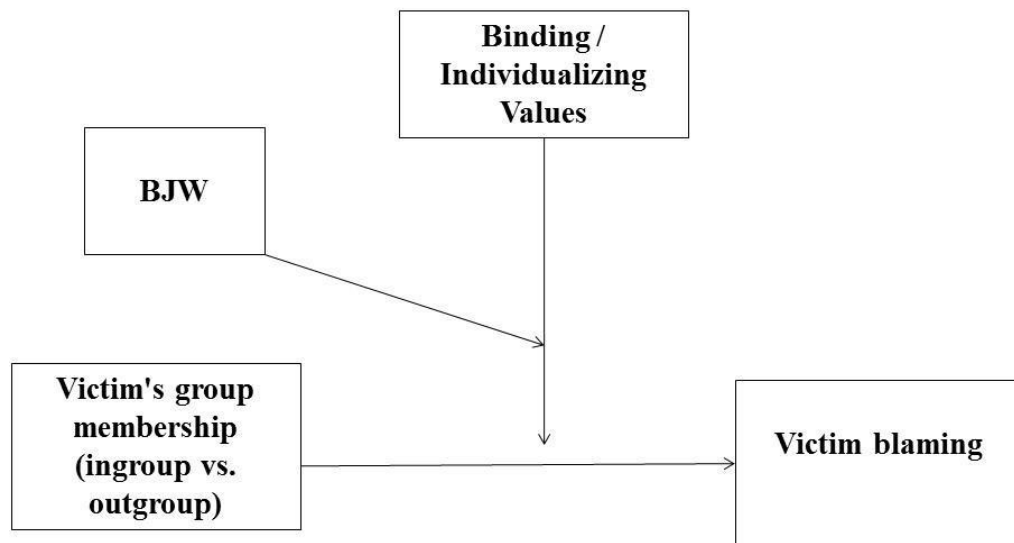 Binding /
Individualizing
Values
BJW
Victim's group
membership
(ingroup vs.
outgroup)
Victim blaming